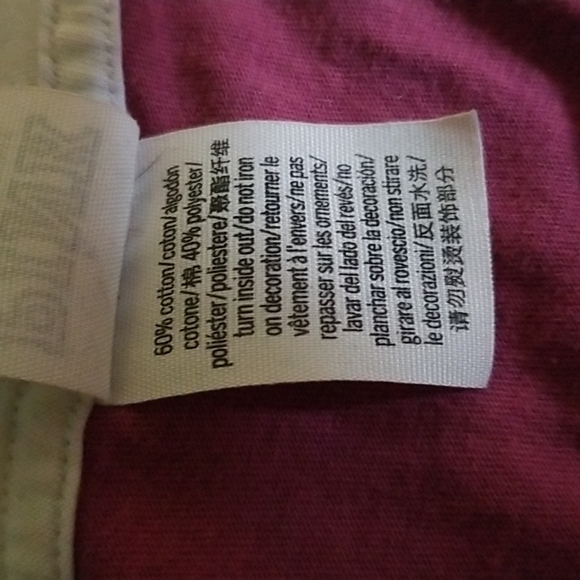 60% cotton/coton/algodón
cotone/棉 40% polyester/
poliéster/poliestere/聚酯纤维
turn inside out/do not iron
on decoration/retourner le
vêtement à l'envers/ne pas
repasser sur les ornements/
lavar del lado del revés/no
planchar sobre la decoración/
girare al rovescio/non stirare
le decorazioni/反面水洗/
请勿熨烫装饰部分